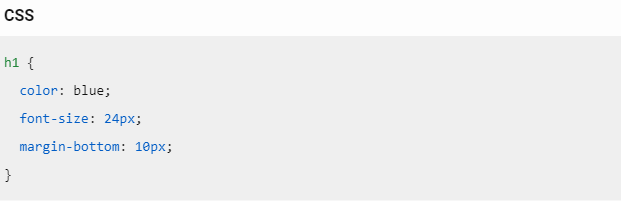 CSS
h1 {
  color: blue;
  font-size: 24px;
  margin-bottom: 10px;
}